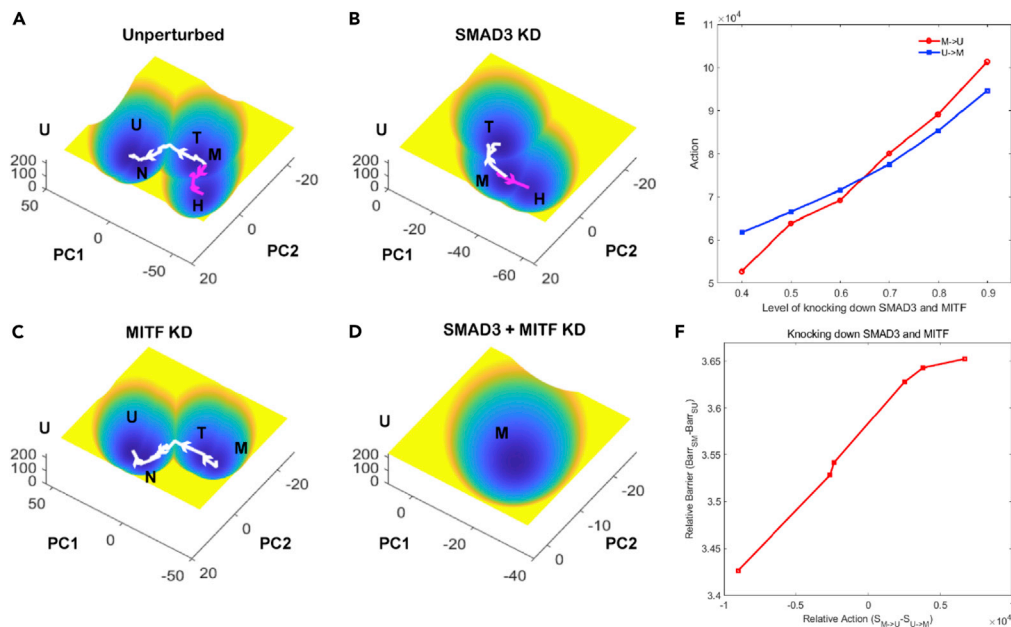 A
Unperturbed
U
U
T
M
N
H
200
100
0
50
0
-50
PC1
20
0
-20
PC2
B
SMAD3 KD
U
T
M
H
200
100
0
0
-20
-40
-60
PC1
20
0
-20
PC2
C
MITF KD
U
U
T
M
N
200
100
0
50
0
-50
PC1
20
0
-20
PC2
D
SMAD3 + MITF KD
U
M
200
100
0
0
-20
-40
PC1
0
-10
-20
PC2
E
×10⁴
11
10
9
8
7
6
5
Action
M->U
U->M
0.4 0.5 0.6 0.7 0.8 0.9
Level of knocking down SMAD3 and MITF
F
Knocking down SMAD3 and MITF
3.65
3.6
3.55
3.5
3.45
3.4
Relative Barrier (Barr_SM-Barr_SU)
-1 -0.5 0 0.5
×10⁴
Relative Action (S_M->U-S_U->M)